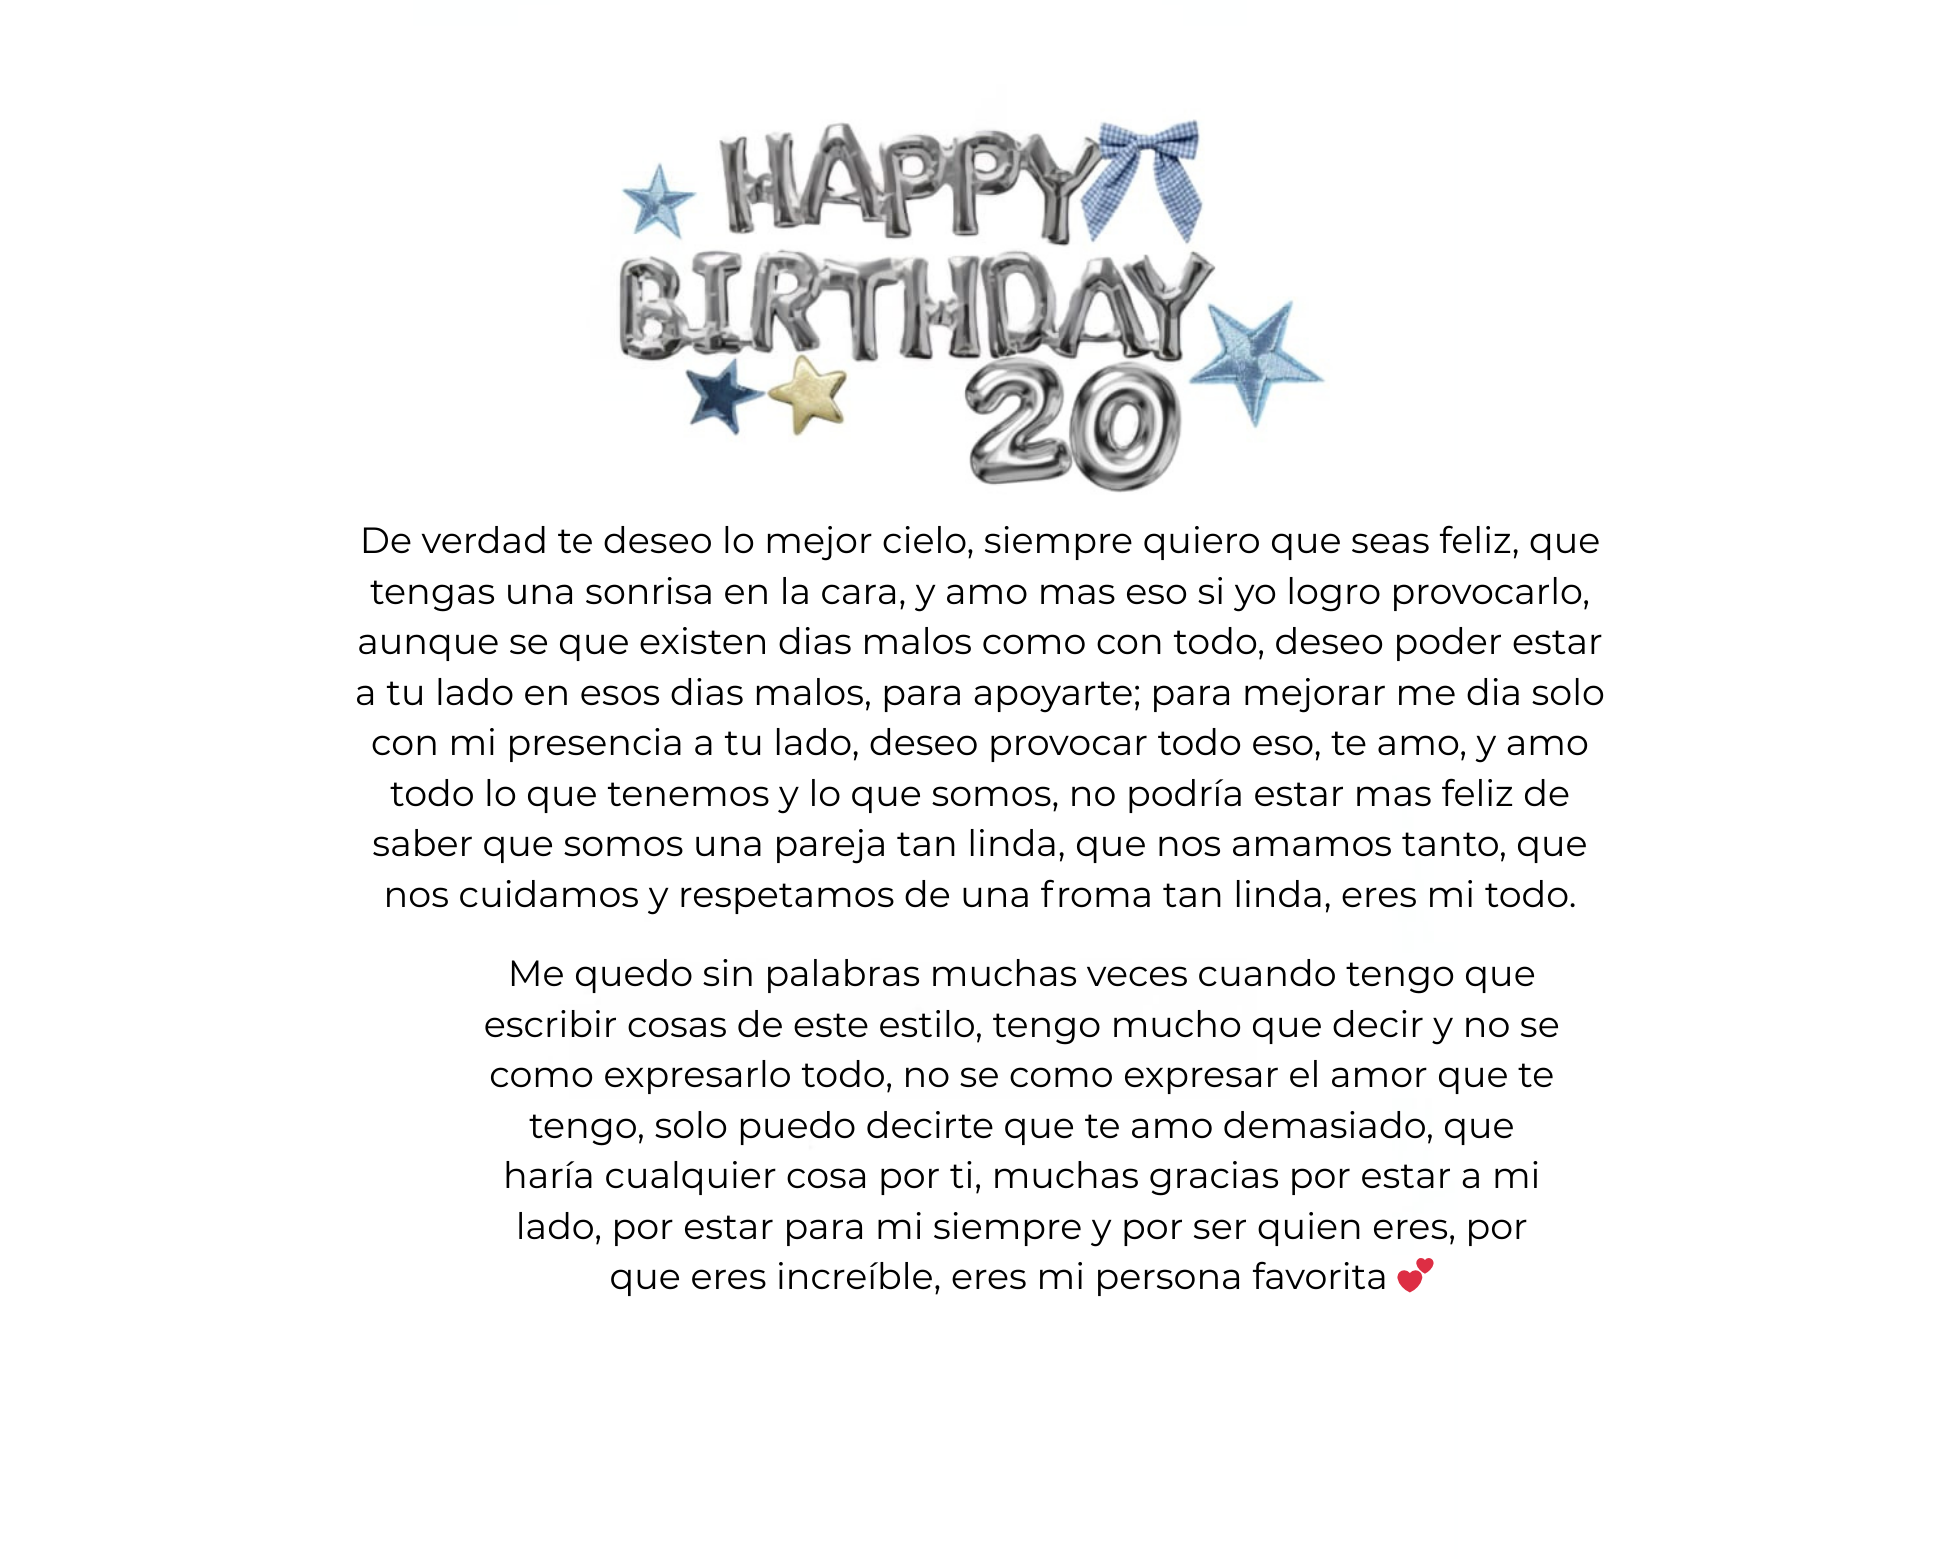 HAPPY
BIRTHDAY
20
De verdad te deseo lo mejor cielo, siempre quiero que seas feliz, que
tengas una sonrisa en la cara, y amo mas eso si yo logro provocarlo,
aunque se que existen dias malos como con todo, deseo poder estar
a tu lado en esos dias malos, para apoyarte; para mejorar me dia solo
con mi presencia a tu lado, deseo provocar todo eso, te amo, y amo
todo lo que tenemos y lo que somos, no podría estar mas feliz de
saber que somos una pareja tan linda, que nos amamos tanto, que
nos cuidamos y respetamos de una froma tan linda, eres mi todo.
Me quedo sin palabras muchas veces cuando tengo que
escribir cosas de este estilo, tengo mucho que decir y no se
como expresarlo todo, no se como expresar el amor que te
tengo, solo puedo decirte que te amo demasiado, que
haría cualquier cosa por ti, muchas gracias por estar a mi
lado, por estar para mi siempre y por ser quien eres, por
que eres increíble, eres mi persona favorita 💕